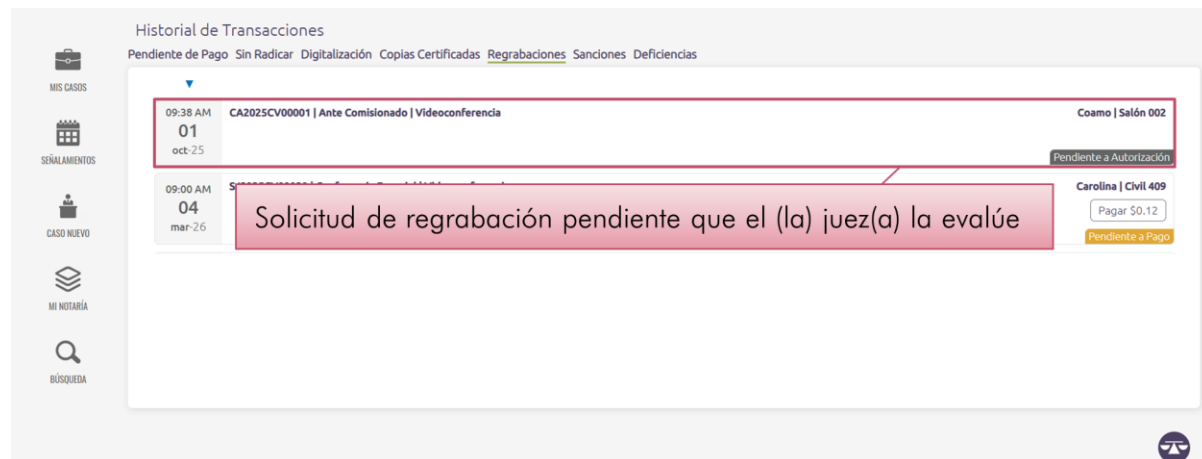 Historial de Transacciones
Pendiente de Pago Sin Radicar Digitalización Copias Certificadas Regrabaciones Sanciones Deficiencias
MIS CASOS
SEÑALAMIENTOS
CASO NUEVO
MI NOTARÍA
BÚSQUEDA
09:38 AM
01
oct-25
CA2025CV00001 | Ante Comisionado | Videoconferencia
Coamo | Salón 002
Pendiente a Autorización
09:00 AM
04
mar-26
Carolina | Civil 409
Pagar $0.12
Pendiente a Pago
Solicitud de regrabación pendiente que el (la) juez(a) la evalúe